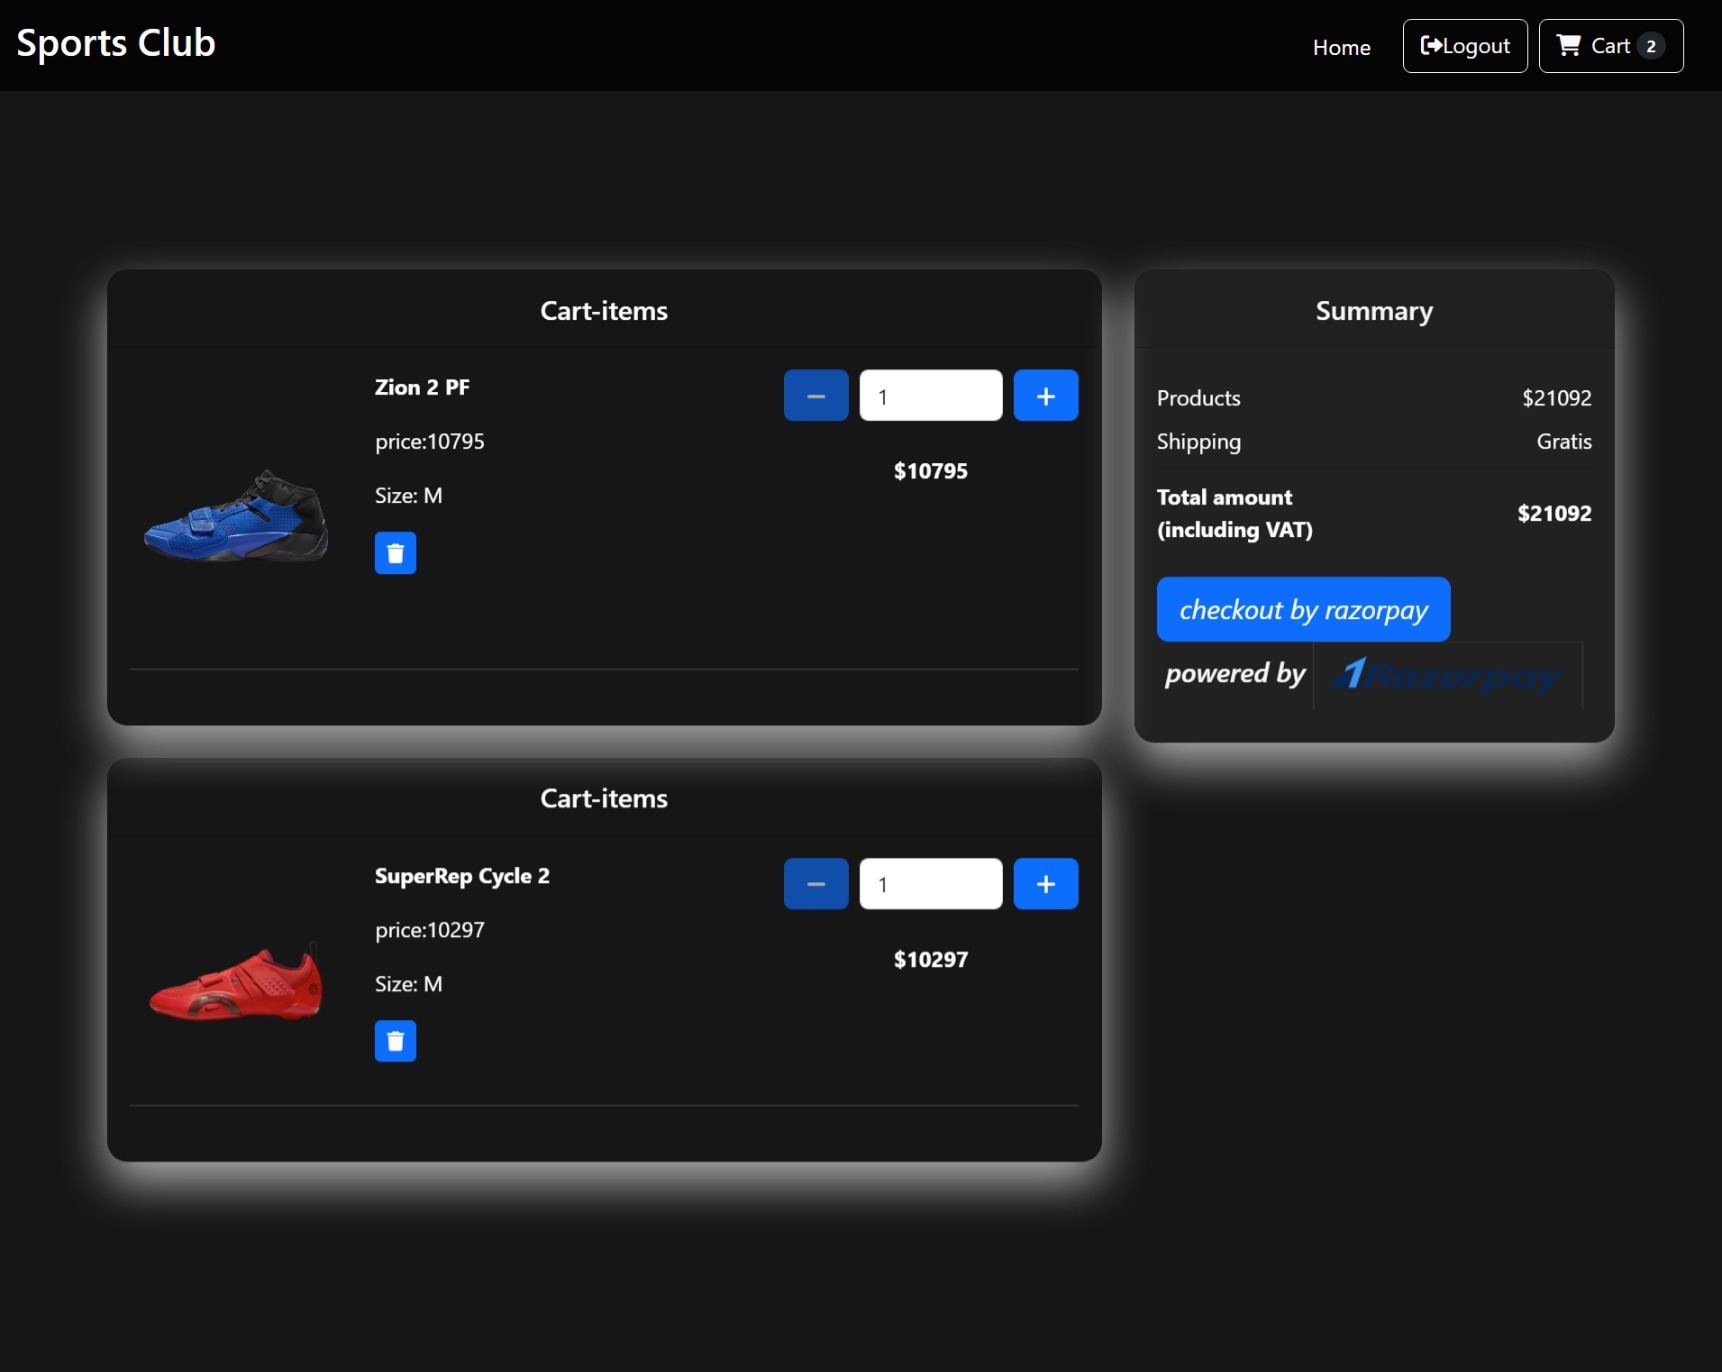 Sports Club
Home
Logout
Cart 2
Cart-items
Zion 2 PF
price:10795
Size: M
1
$10795
Cart-items
SuperRep Cycle 2
price:10297
Size: M
1
$10297
Summary
Products $21092
Shipping Gratis
Total amount
(including VAT) $21092
checkout by razorpay
powered by Razorpay